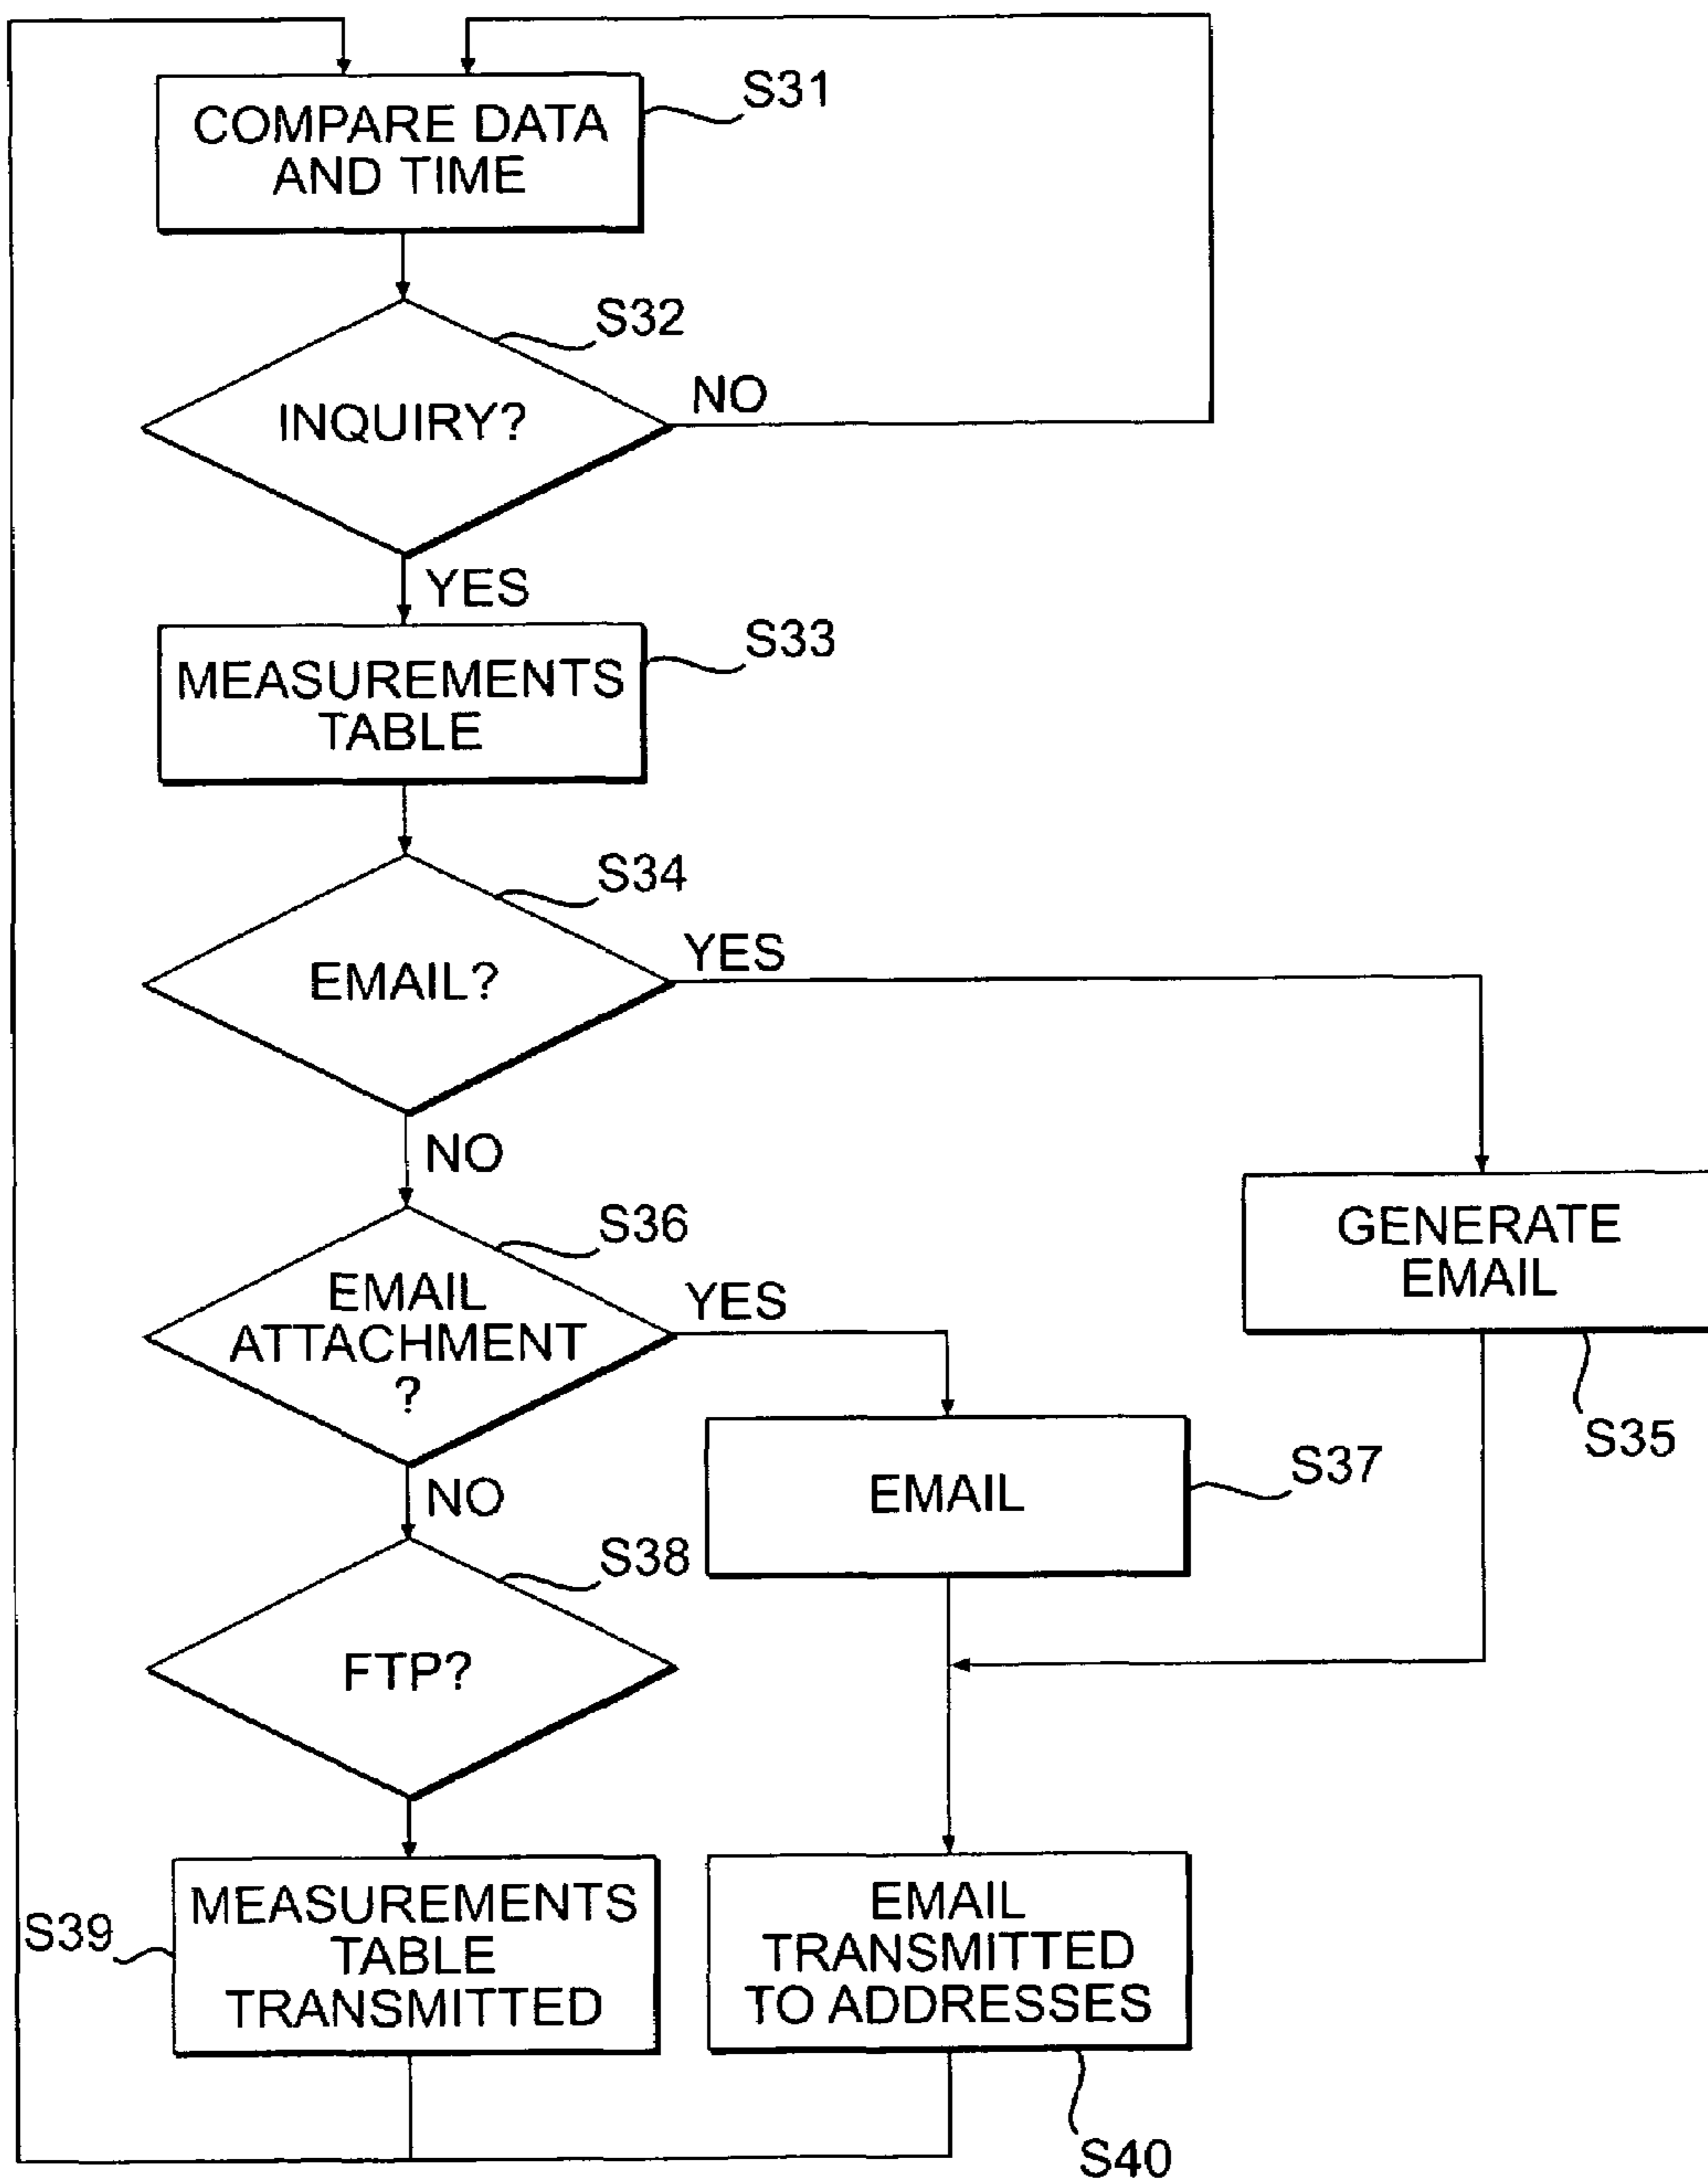 S31
COMPARE DATA
AND TIME
S32
INQUIRY?
NO
YES
S33
MEASUREMENTS
TABLE
S34
EMAIL?
YES
NO
S36
EMAIL
ATTACHMENT
?
YES
GENERATE
EMAIL
S35
NO
EMAIL
S37
S38
FTP?
S39
MEASUREMENTS
TABLE
TRANSMITTED
EMAIL
TRANSMITTED
TO ADDRESSES
S40